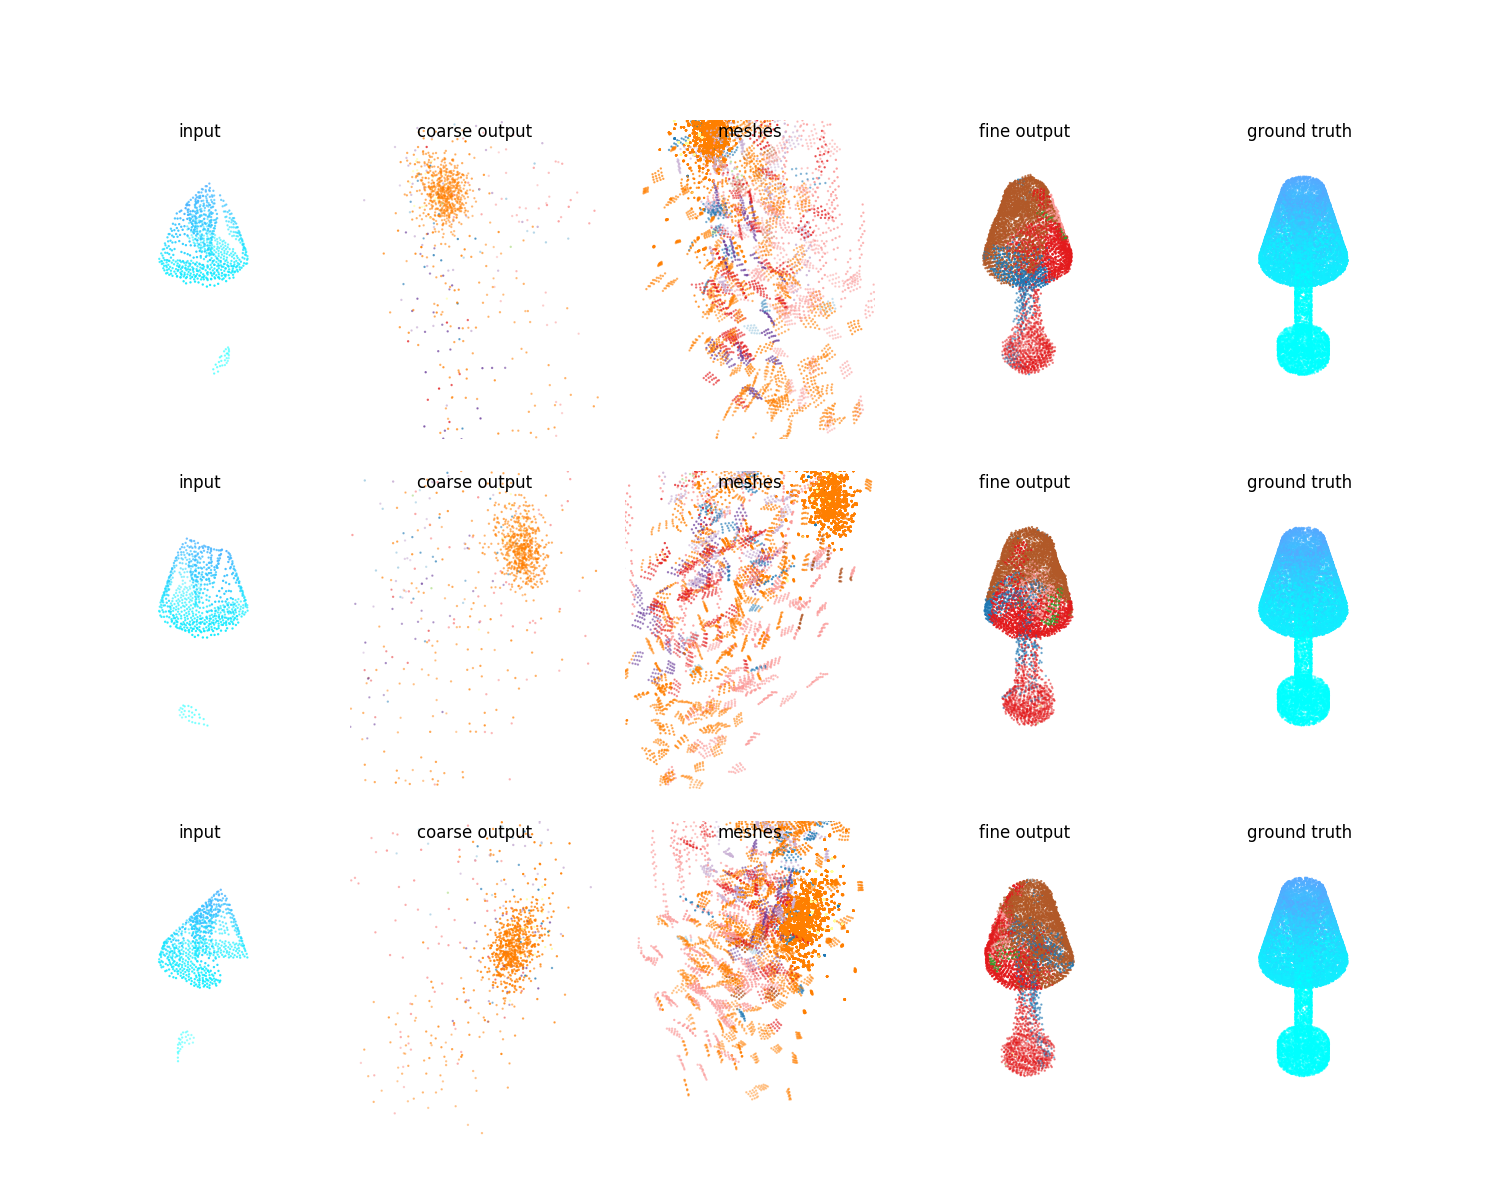 input
coarse output
meshes
fine output
ground truth
input
coarse output
meshes
fine output
ground truth
input
coarse output
meshes
fine output
ground truth